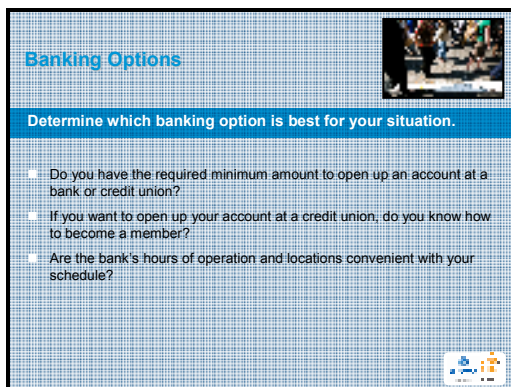 Banking Options
Determine which banking option is best for your situation.
Do you have the required minimum amount to open up an account at a
bank or credit union?
If you want to open up your account at a credit union, do you know how
to become a member?
Are the bank's hours of operation and locations convenient with your
schedule?